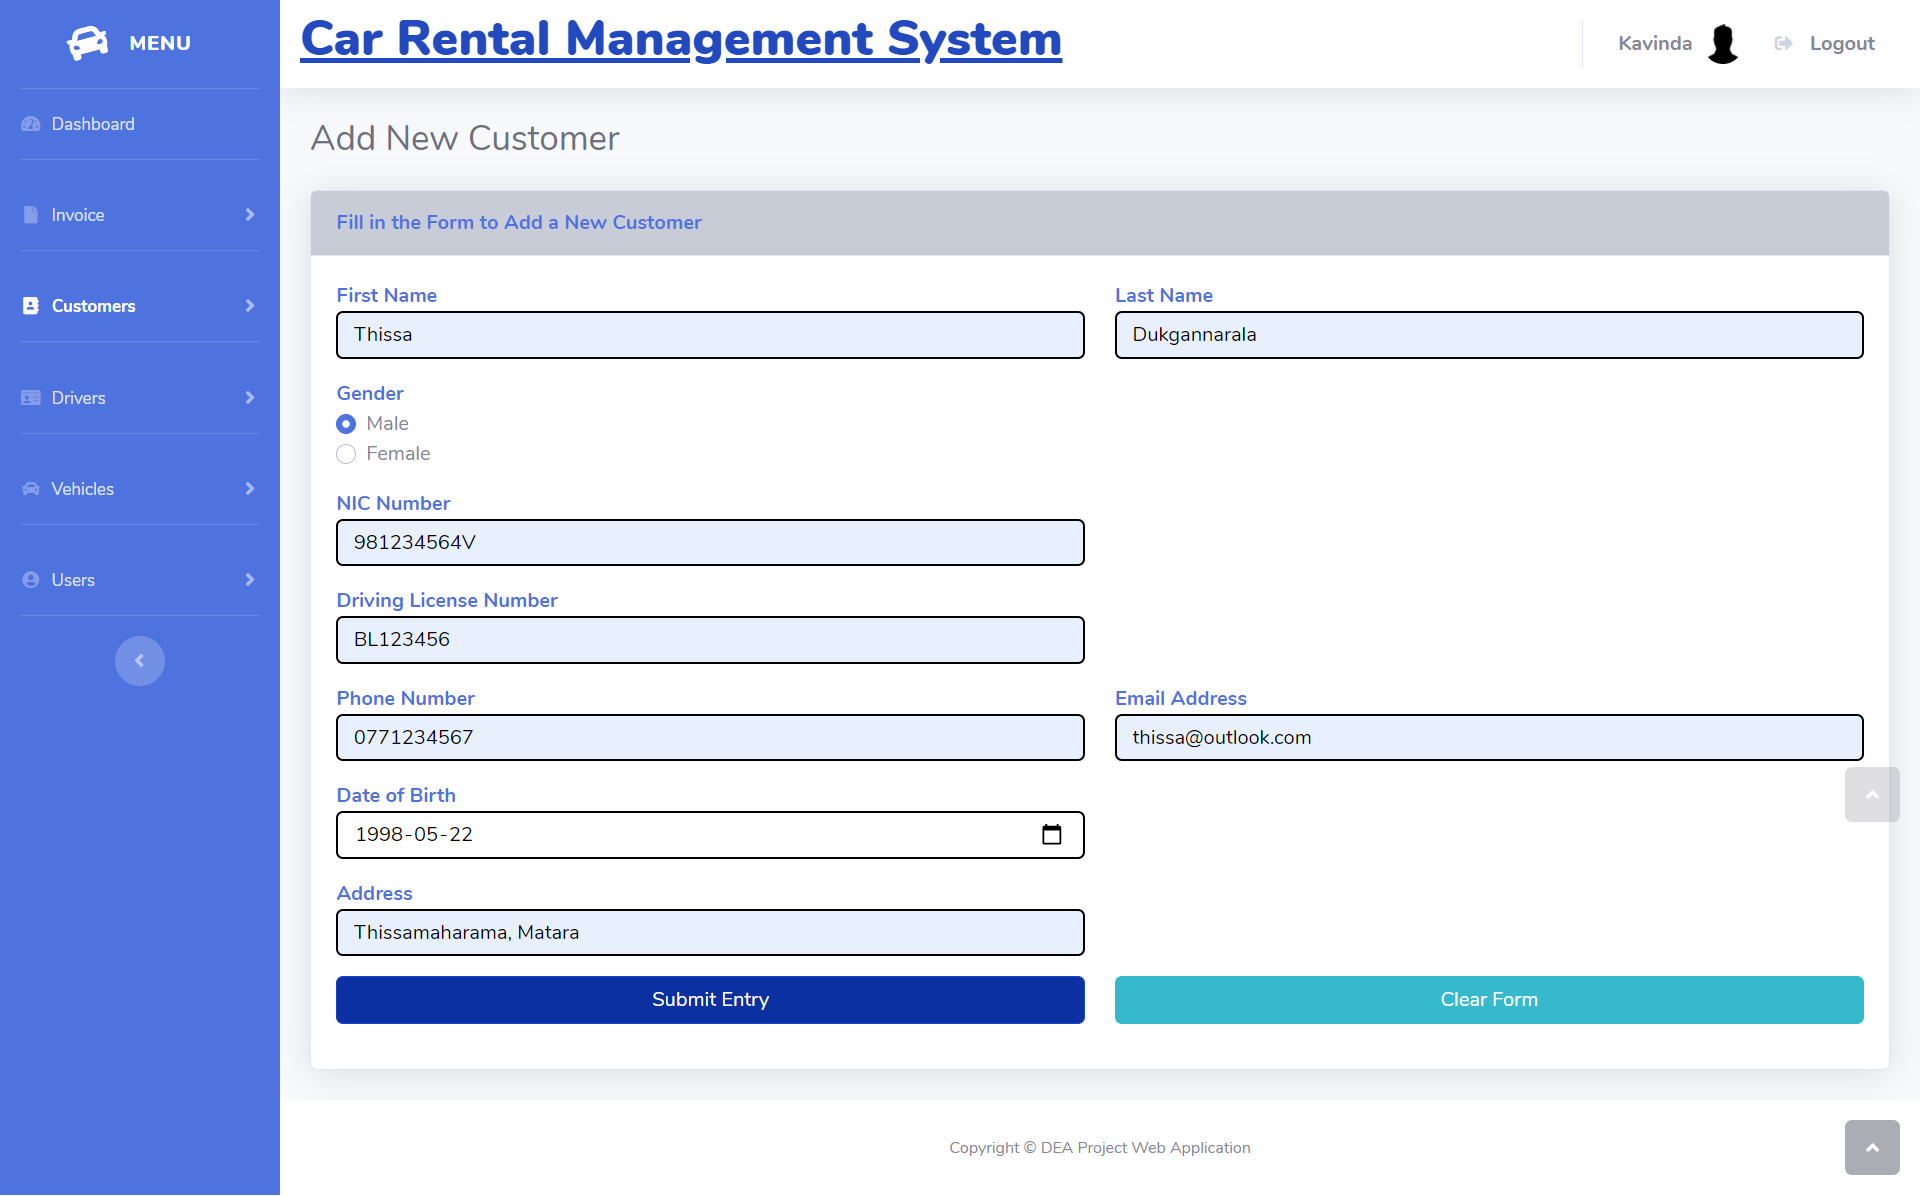 MENU
Dashboard
Invoice
Customers
Drivers
Vehicles
Users
Car Rental Management System
Kavinda
Logout
Add New Customer
Fill in the Form to Add a New Customer
First Name
Thissa
Last Name
Dukgannarala
Gender
Male
Female
NIC Number
981234564V
Driving License Number
BL123456
Phone Number
0771234567
Email Address
thissa@outlook.com
Date of Birth
1998-05-22
Address
Thissamaharama, Matara
Submit Entry
Clear Form
Copyright © DEA Project Web Application